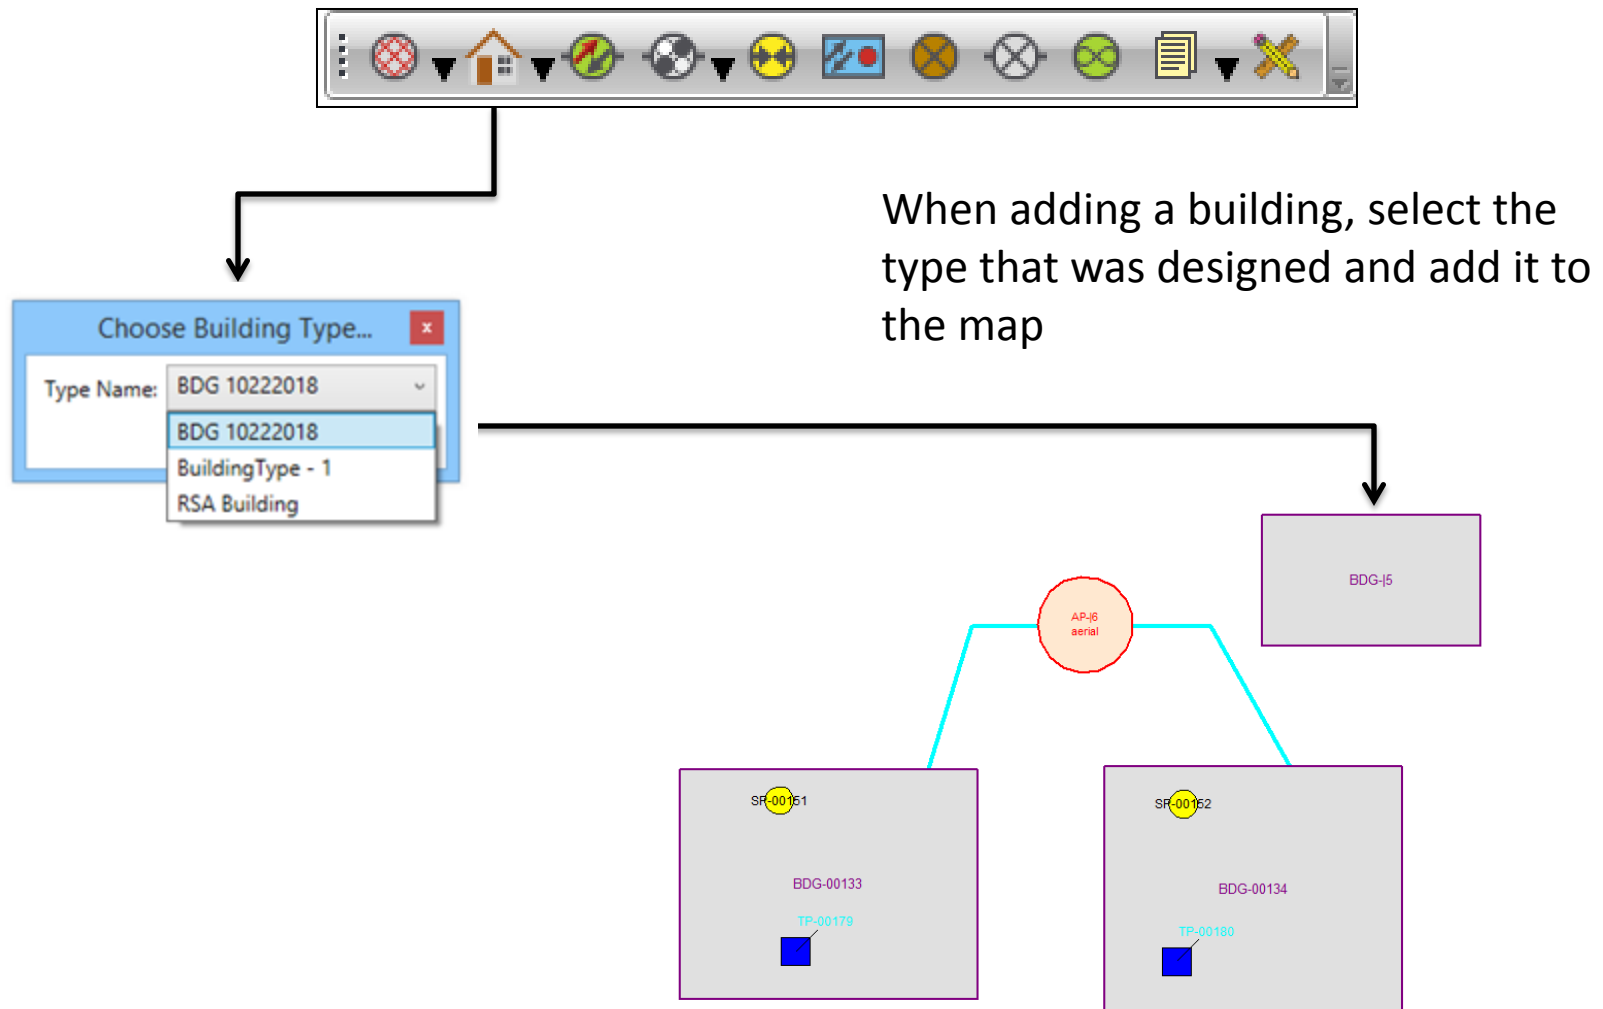 When adding a building, select the
type that was designed and add it to
the map
Choose Building Type...
Type Name: BDG 10222018
BDG 10222018
BuildingType - 1
RSA Building
BDG-|5
AP-|6
aerial
SP-00151
SP-00152
BDG-00133
BDG-00134
TP-00179
TP-00180